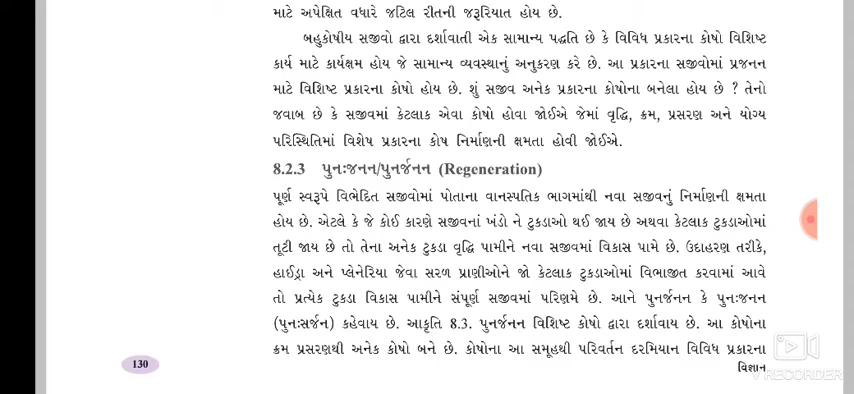 માટે અપેક્ષિત વધારે જટિલ રીતની જરૂરિયાત હોય છે.
બહુકોષીય સજીવો દ્વારા દર્શાવાતી એક સામાન્ય પદ્ધતિ છે કે વિવિધ પ્રકારના કોષો વિશિષ્ટ
કાર્ય માટે કાર્યક્ષમ હોય જે સામાન્ય વ્યવસ્થાનું અનુકરણ કરે છે. આ પ્રકારના સજીવોમાં પ્રજનન
માટે વિશિષ્ટ પ્રકારના કોષો હોય છે. શું સજીવ અનેક પ્રકારના કોષોના બનેલા હોય છે ? તેનો
જવાબ છે કે સજીવમાં કેટલાક એવા કોષો હોવા જોઈએ જેમાં વૃદ્ધિ, ક્રમ, પ્રસરણ અને યોગ્ય
પરિસ્થિતિમાં વિશેષ પ્રકારના કોષ નિર્માણની ક્ષમતા હોવી જોઈએ.
8.2.3 પુનઃજનન/પુનર્જનન (Regeneration)
પૂર્ણ સ્વરૂપે વિભેદિત સજીવોમાં પોતાના વાનસ્પતિક ભાગમાંથી નવા સજીવનું નિર્માણની ક્ષમતા
હોય છે. એટલે કે જે કોઈ કારણે સજીવનાં ખંડો ને ટુકડાઓ થઈ જાય છે અથવા કેટલાક ટુકડાઓમાં
તૂટી જાય છે તો તેના અનેક ટુકડા વૃદ્ધિ પામીને નવા સજીવમાં વિકાસ પામે છે. ઉદાહરણ તરીકે,
હાઈડ્રા અને પ્લેનેરિયા જેવા સરળ પ્રાણીઓને જો કેટલાક ટુકડાઓમાં વિભાજીત કરવામાં આવે
તો પ્રત્યેક ટુકડા વિકાસ પામીને સંપૂર્ણ સજીવમાં પરિણમે છે. આને પુનર્જનન કે પુનઃજનન
(પુનઃસર્જન) કહેવાય છે. આકૃતિ 8.3. પુનર્જનન વિશિષ્ટ કોષો દ્વારા દર્શાવાય છે. આ કોષોના
ક્રમ પ્રસરણથી અનેક કોષો બને છે. કોષોના આ સમૂહથી પરિવર્તન દરમિયાન વિવિધ પ્રકારના
130
વિજ્ઞાન
V RECORDER